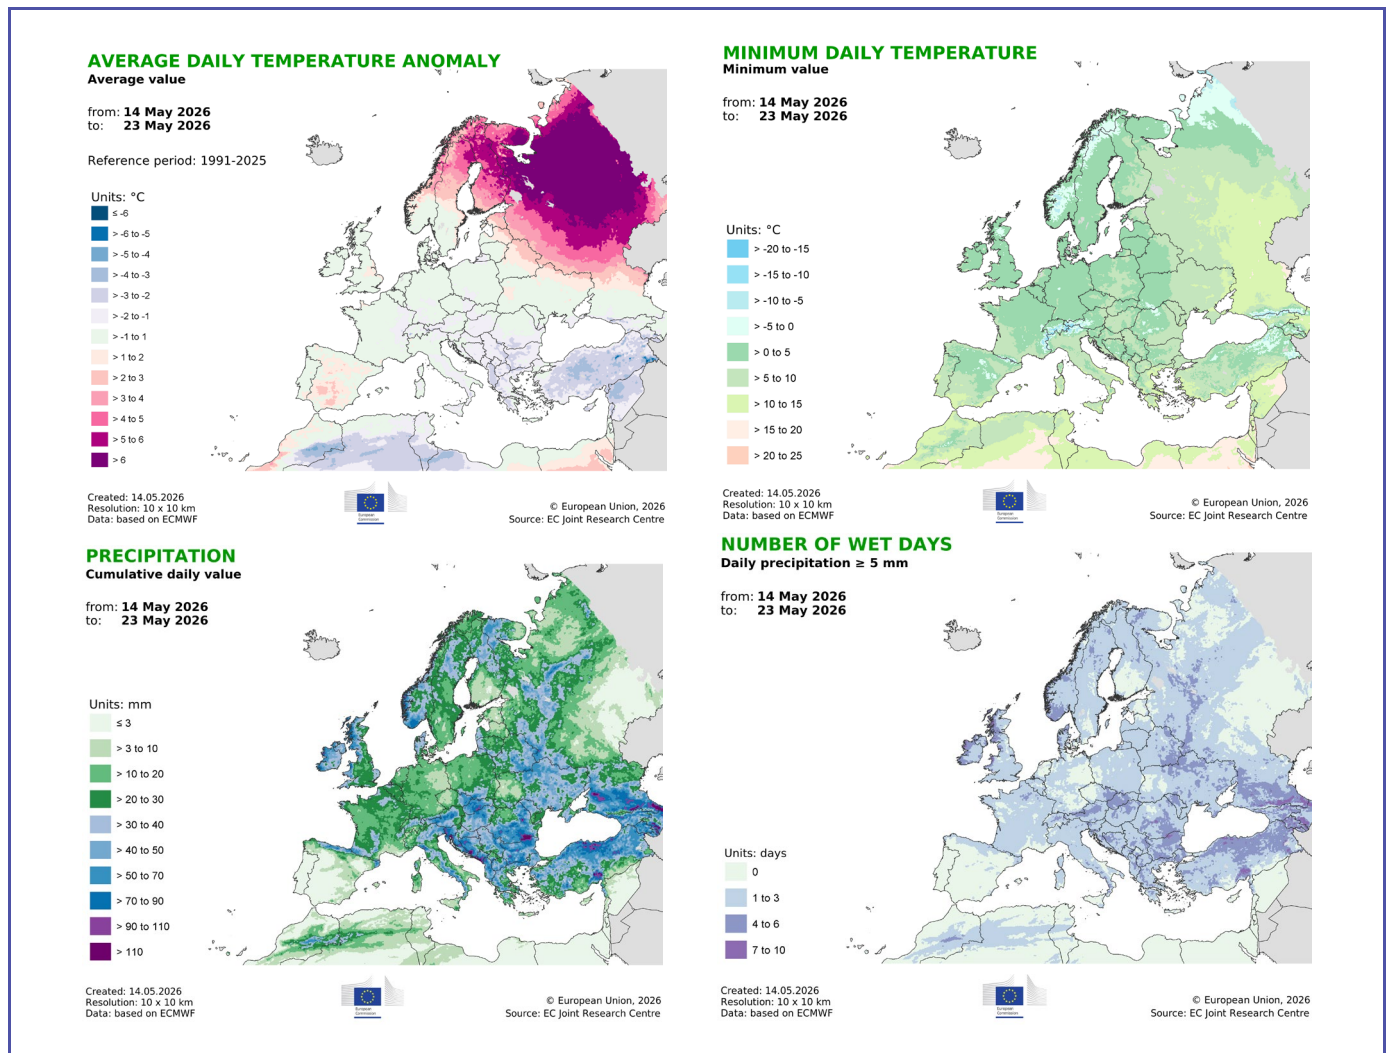 AVERAGE DAILY TEMPERATURE ANOMALY
Average value
from: 14 May 2026
to: 23 May 2026
Reference period: 1991-2025
Units: °C
≤ -6
> -6 to -5
> -5 to -4
> -4 to -3
> -3 to -2
> -2 to -1
> -1 to 1
> 1 to 2
> 2 to 3
> 3 to 4
> 4 to 5
> 5 to 6
> 6
Created: 14.05.2026
Resolution: 10 x 10 km
Data: based on ECMWF
European
Commission
© European Union, 2026
Source: EC Joint Research Centre
MINIMUM DAILY TEMPERATURE
Minimum value
from: 14 May 2026
to: 23 May 2026
Units: °C
> -20 to -15
> -15 to -10
> -10 to -5
> -5 to 0
> 0 to 5
> 5 to 10
> 10 to 15
> 15 to 20
> 20 to 25
Created: 14.05.2026
Resolution: 10 x 10 km
Data: based on ECMWF
European
Commission
© European Union, 2026
Source: EC Joint Research Centre
PRECIPITATION
Cumulative daily value
from: 14 May 2026
to: 23 May 2026
Units: mm
≤ 3
> 3 to 10
> 10 to 20
> 20 to 30
> 30 to 40
> 40 to 50
> 50 to 70
> 70 to 90
> 90 to 110
> 110
Created: 14.05.2026
Resolution: 10 x 10 km
Data: based on ECMWF
European
Commission
© European Union, 2026
Source: EC Joint Research Centre
NUMBER OF WET DAYS
Daily precipitation ≥ 5 mm
from: 14 May 2026
to: 23 May 2026
Units: days
0
1 to 3
4 to 6
7 to 10
Created: 14.05.2026
Resolution: 10 x 10 km
Data: based on ECMWF
European
Commission
© European Union, 2026
Source: EC Joint Research Centre